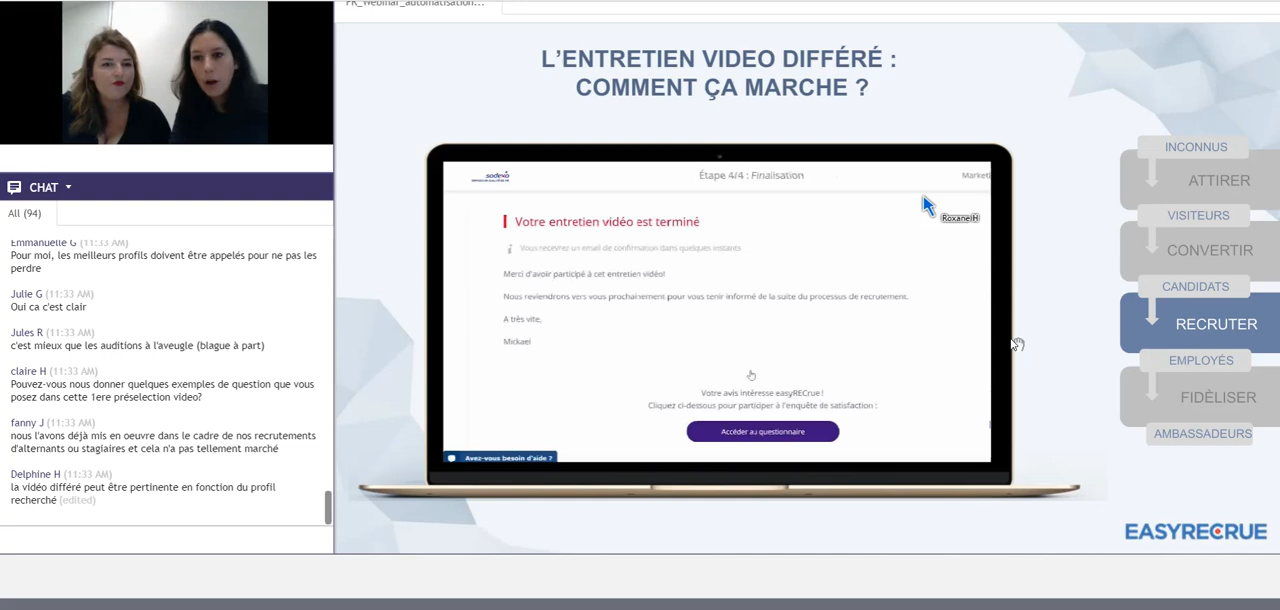 FR_Webinar_automatisation...
CHAT
All (94)
Emmanuelle G (11:33 AM)
Pour moi, les meilleurs profils doivent être appelés pour ne pas les
perdre
Julie G (11:33 AM)
Oui ca c'est clair
Jules R (11:33 AM)
c'est mieux que les auditions à l'aveugle (blague à part)
claire H (11:33 AM)
Pouvez-vous nous donner quelques exemples de question que vous
posez dans cette 1ere préselection video?
fanny J (11:33 AM)
nous l'avons déjà mis en oeuvre dans le cadre de nos recrutements
d'alternants ou stagiaires et cela n'a pas tellement marché
Delphine H (11:33 AM)
la vidéo différé peut être pertinente en fonction du profil
recherché (edited)
L'ENTRETIEN VIDEO DIFFÉRÉ :
COMMENT ÇA MARCHE ?
sodexo
Étape 4/4 : Finalisation
Marketi
RoxaneH
Votre entretien vidéo est terminé
Vous recevrez un email de confirmation dans quelques instants
Merci d'avoir participé à cet entretien vidéo!
Nous reviendrons vers vous prochainement pour vous tenir informé de la suite du processus de recrutement.
A très vite,
Mickael
Votre avis intéresse easyRECrue !
Cliquez ci-dessous pour participer à l'enquête de satisfaction :
Accéder au questionnaire
Avez-vous besoin d'aide ?
INCONNUS
ATTIRER
VISITEURS
CONVERTIR
CANDIDATS
RECRUTER
EMPLOYÉS
FIDÈLISER
AMBASSADEURS
EASYRECRUE